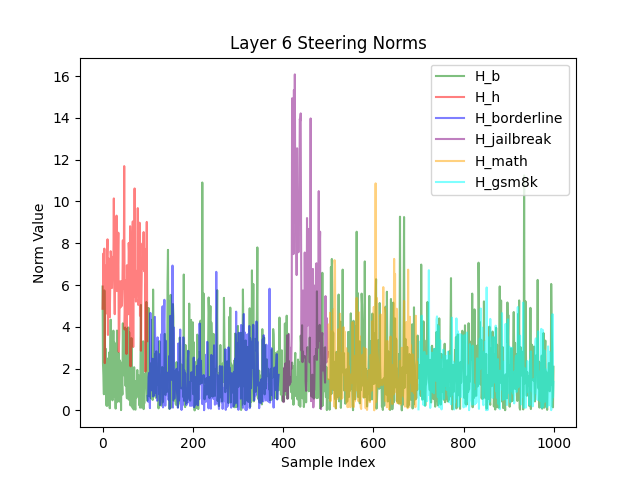 Layer 6 Steering Norms
Norm Value
16
14
12
10
8
6
4
2
0
H_b
H_h
H_borderline
H_jailbreak
H_math
H_gsm8k
0
200
400
600
800
1000
Sample Index